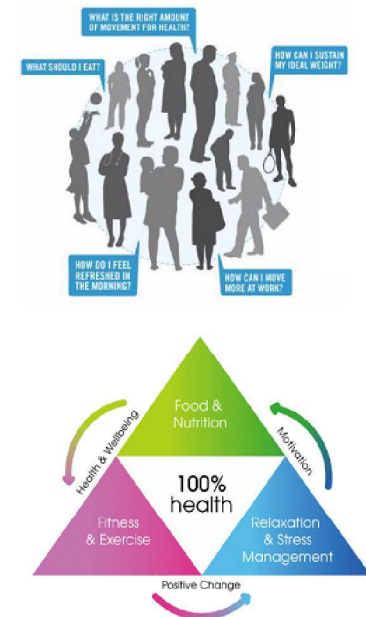 WHAT IS THE RIGHT AMOUNT
OF MOVEMENT FOR HEALTH?
WHAT SHOULD I EAT?
HOW CAN I SUSTAIN
MY IDEAL WEIGHT?
HOW DO I FEEL
REFRESHED IN
THE MORNING?
HOW CAN I MOVE
MORE AT WORK?
Food &
Nutrition
Health & Wellbeing
Motivation
100%
health
Fitness
& Exercise
Relaxation
& Stress
Management
Positive Change